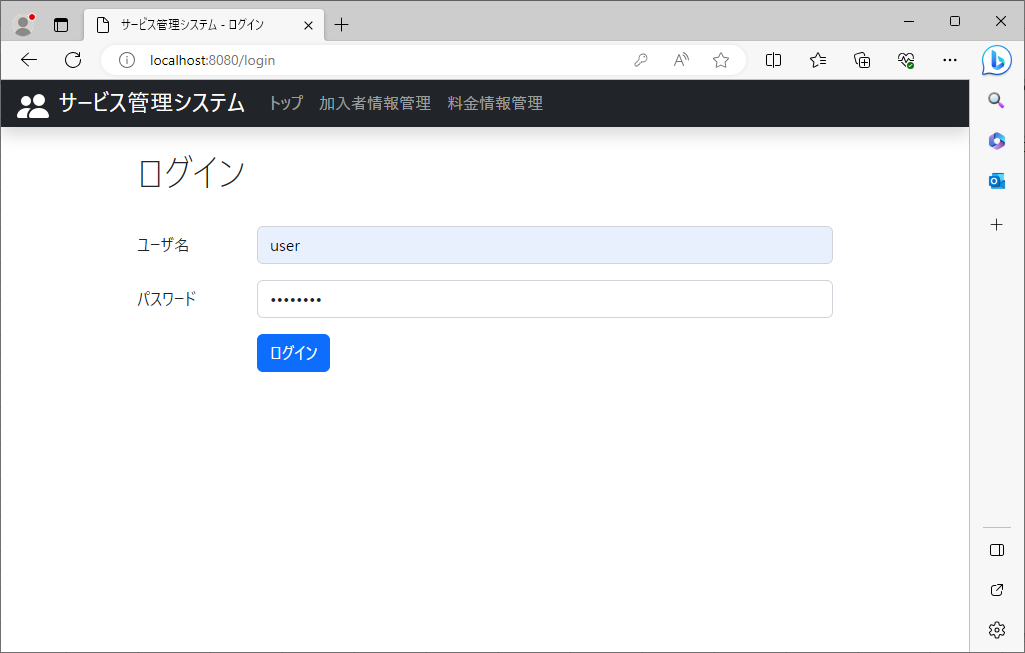 サービス管理システム - ログイン
localhost:8080/login
サービス管理システム トップ 加入者情報管理 料金情報管理
ログイン
ユーザ名 user
パスワード ••••••••
ログイン